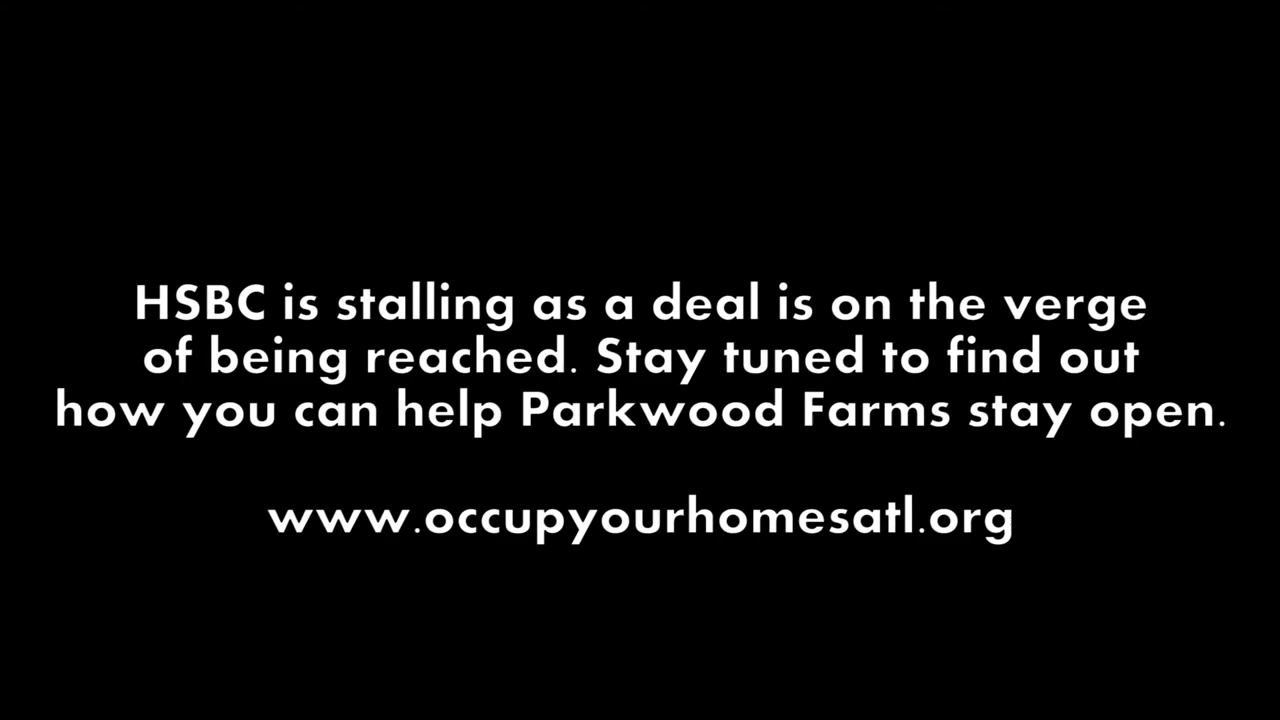 HSBC is stalling as a deal is on the verge
of being reached. Stay tuned to find out
how you can help Parkwood Farms stay open.
www.occupyourhomesatl.org